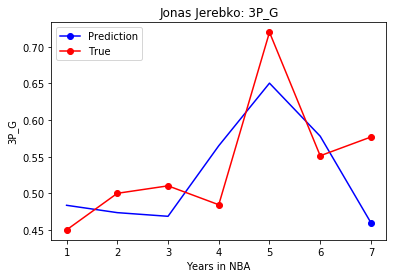 Jonas Jerebko: 3P_G
Prediction
True
0.70
0.65
0.60
0.55
0.50
0.45
3P_G
1 2 3 4 5 6 7
Years in NBA